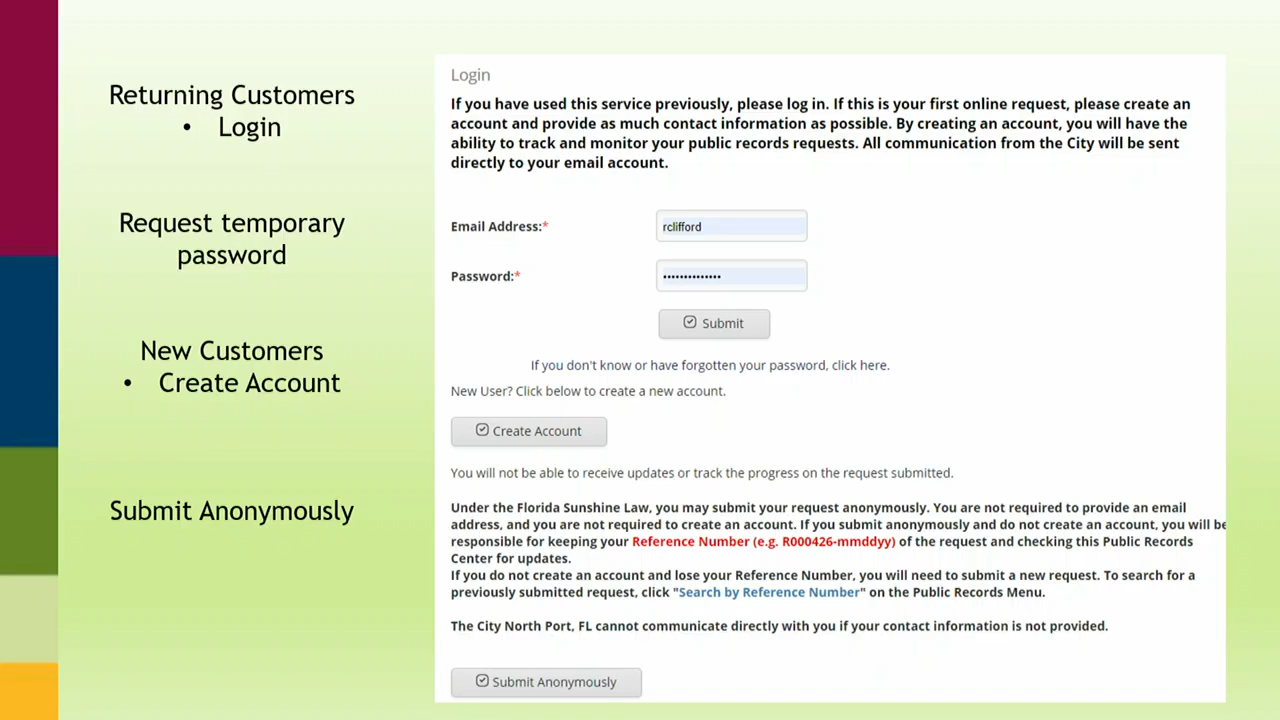 Returning Customers
• Login
Request temporary
password
New Customers
• Create Account
Submit Anonymously
Login
If you have used this service previously, please log in. If this is your first online request, please create an
account and provide as much contact information as possible. By creating an account, you will have the
ability to track and monitor your public records requests. All communication from the City will be sent
directly to your email account.
Email Address:*
rclifford
Password:*
••••••••••••••
Submit
If you don't know or have forgotten your password, click here.
New User? Click below to create a new account.
Create Account
You will not be able to receive updates or track the progress on the request submitted.
Under the Florida Sunshine Law, you may submit your request anonymously. You are not required to provide an email
address, and you are not required to create an account. If you submit anonymously and do not create an account, you will be
responsible for keeping your Reference Number (e.g. R000426-mmddyy) of the request and checking this Public Records
Center for updates.
If you do not create an account and lose your Reference Number, you will need to submit a new request. To search for a
previously submitted request, click "Search by Reference Number" on the Public Records Menu.
The City North Port, FL cannot communicate directly with you if your contact information is not provided.
Submit Anonymously